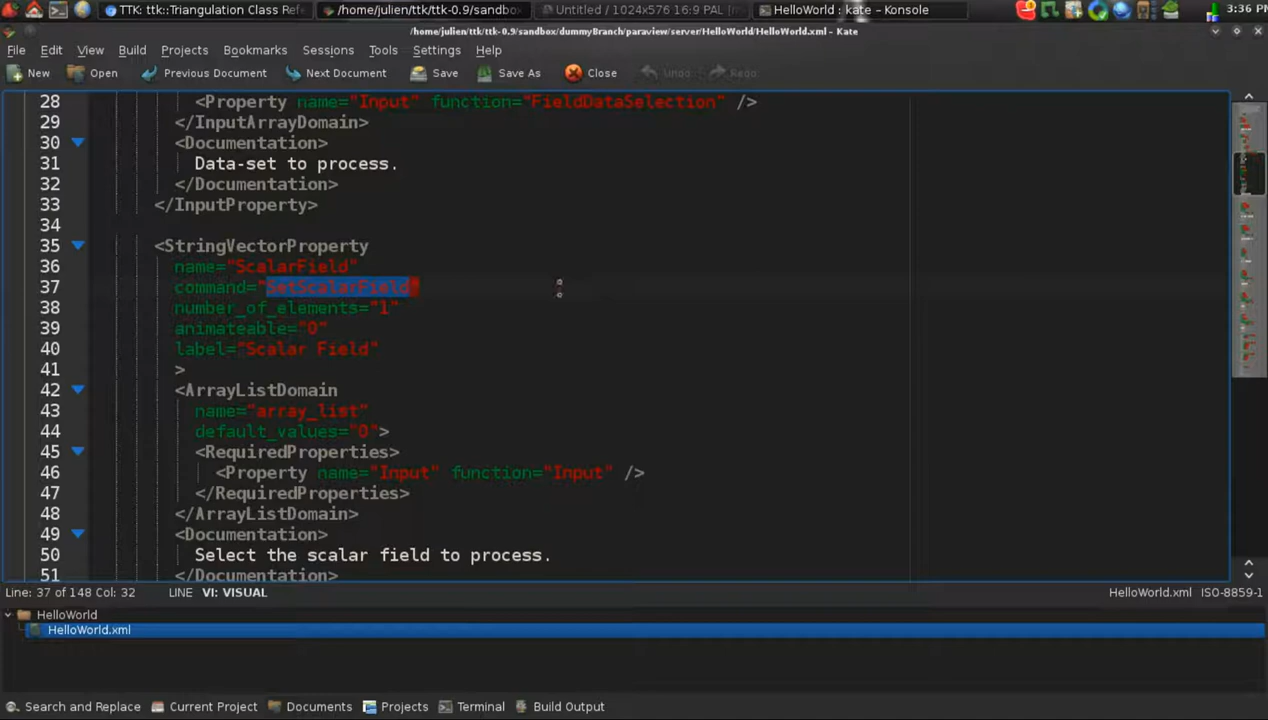 TTK: ttk::Triangulation Class Refe
/home/julien/ttk/ttk-0.9/sandbox
Untitled / 1024x576 16:9 PAL (m
HelloWorld : kate – Konsole
3:36 PM
/home/julien/ttk/ttk-0.9/sandbox/dummyBranch/paraview/server/HelloWorld/HelloWorld.xml – Kate
File Edit View Build Projects Bookmarks Sessions Tools Settings Help
New Open Previous Document Next Document Save Save As Close Undo Redo
28 <Property name="Input" function="FieldDataSelection" />
29 </InputArrayDomain>
30 <Documentation>
31 Data-set to process.
32 </Documentation>
33 </InputProperty>
34
35 <StringVectorProperty
36 name="ScalarField"
37 command="SetScalarField"
38 number_of_elements="1"
39 animateable="0"
40 label="Scalar Field"
41 >
42 <ArrayListDomain
43 name="array_list"
44 default_values="0">
45 <RequiredProperties>
46 <Property name="Input" function="Input" />
47 </RequiredProperties>
48 </ArrayListDomain>
49 <Documentation>
50 Select the scalar field to process.
51 </Documentation>
Line: 37 of 148 Col: 32 LINE VI: VISUAL HelloWorld.xml ISO-8859-1
HelloWorld
HelloWorld.xml
Search and Replace Current Project Documents Projects Terminal Build Output